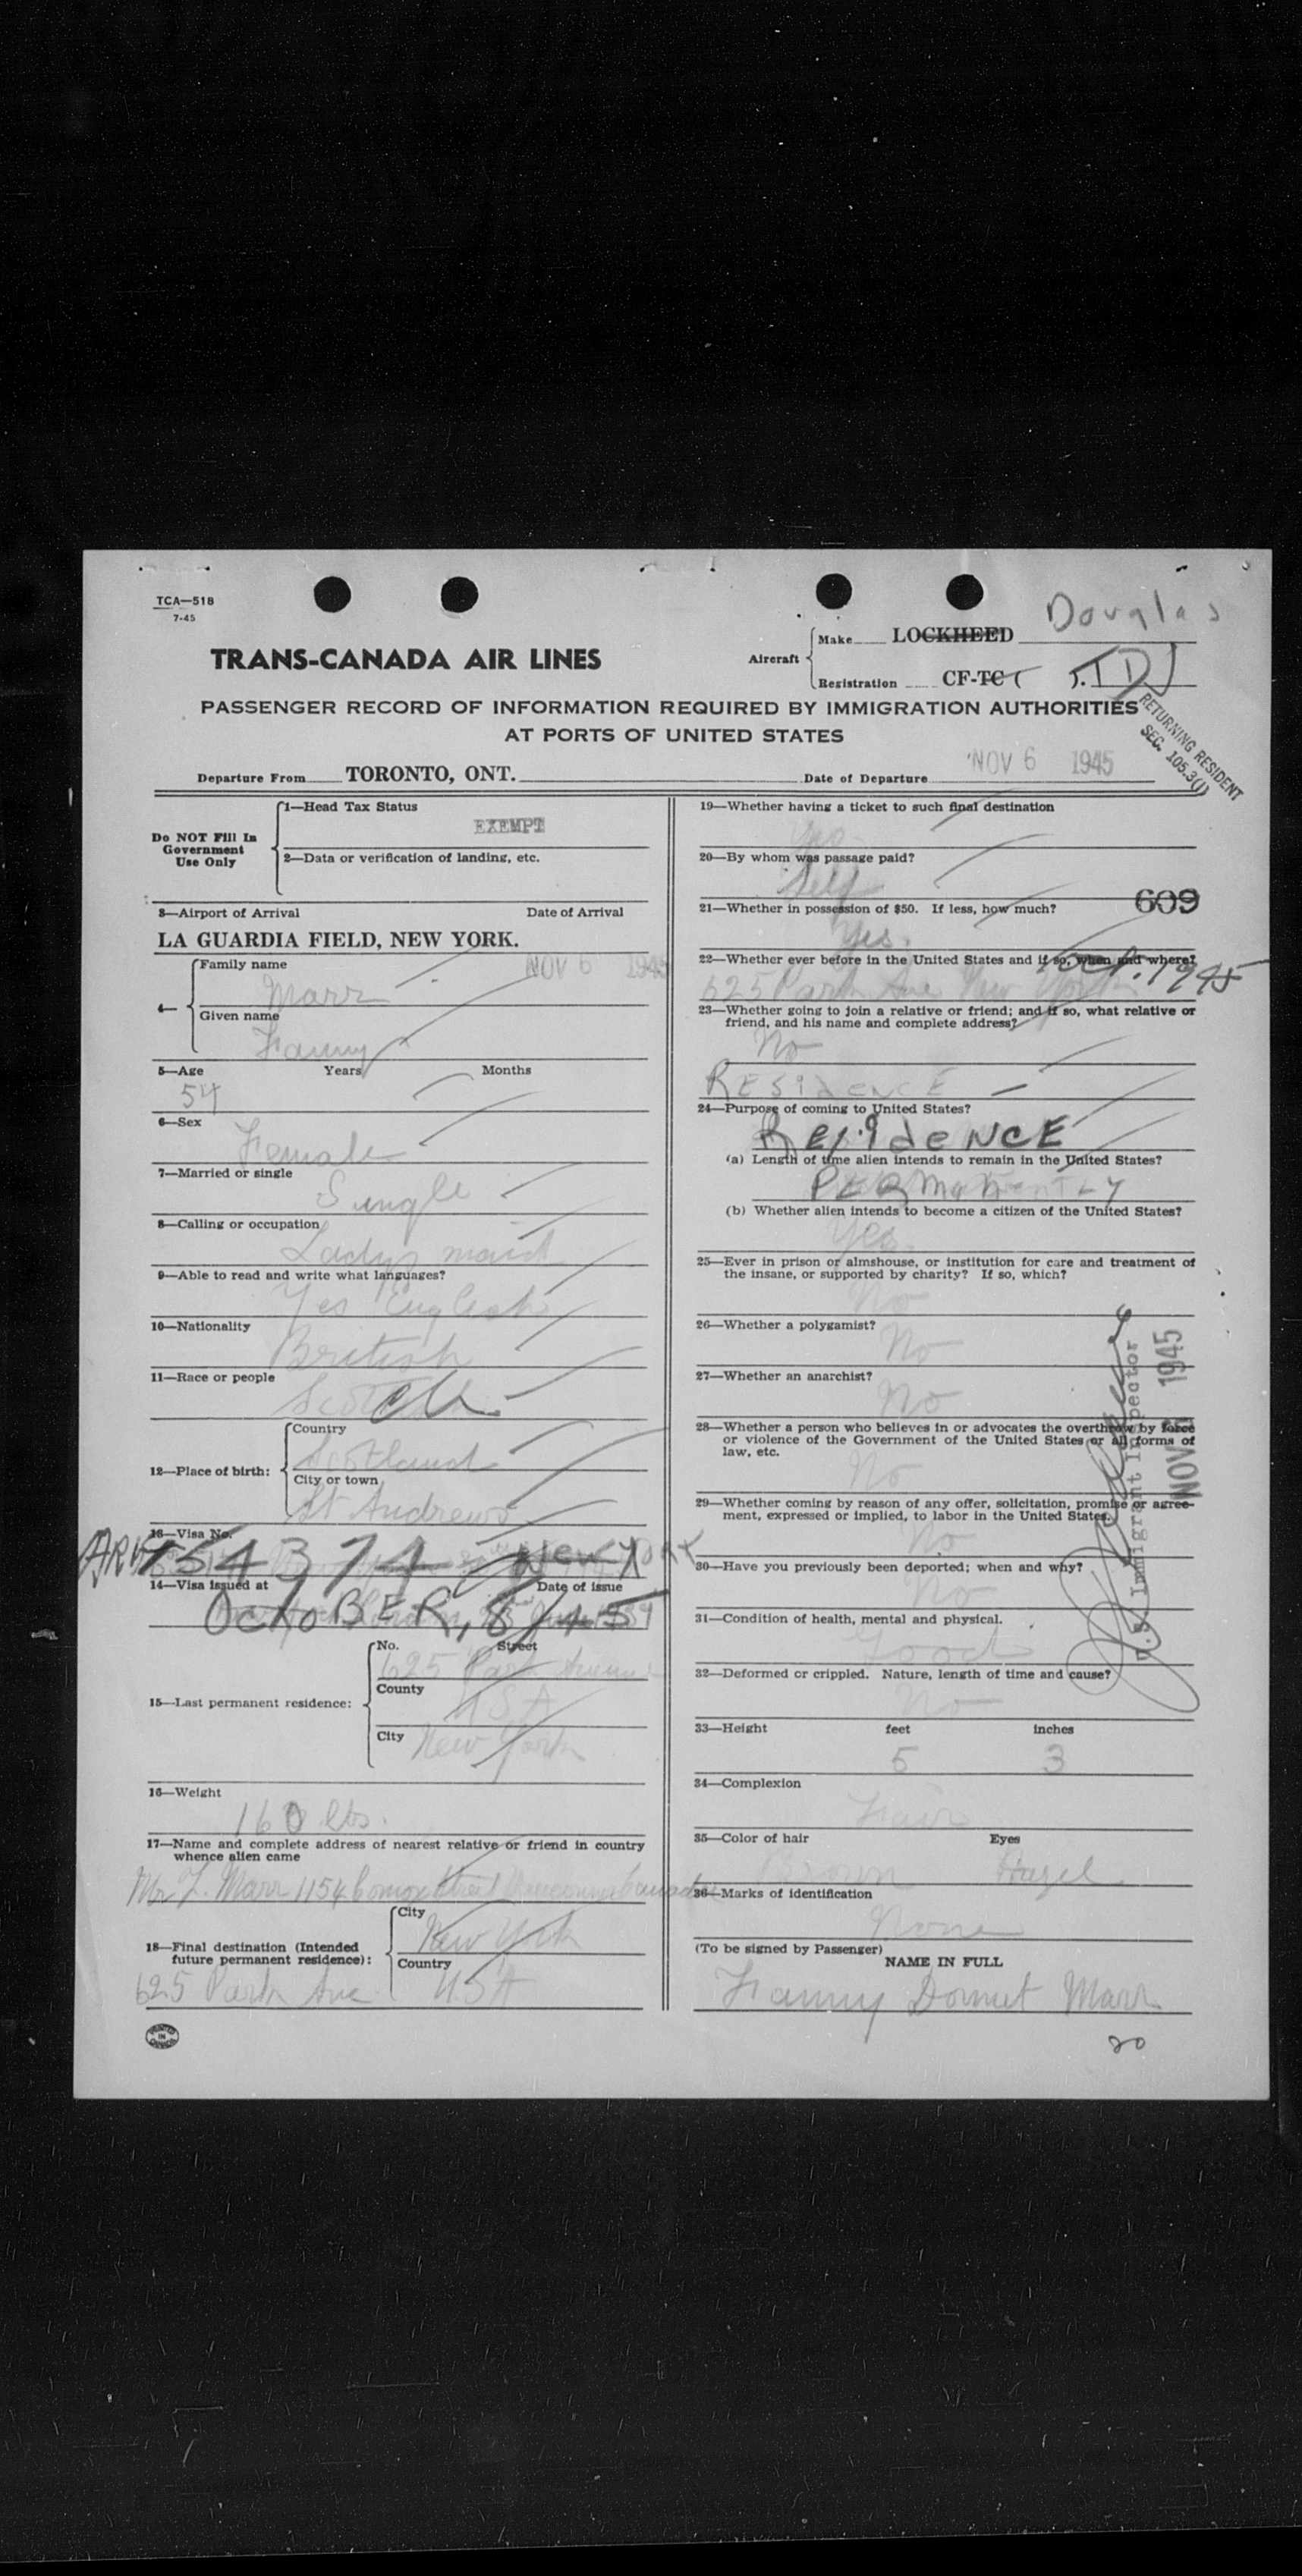 TCA—518
7-45
Douglas
TRANS-CANADA AIR LINES
Aircraft
Make LOCKHEED
Registration CF-TC T.TDJ
PASSENGER RECORD OF INFORMATION REQUIRED BY IMMIGRATION AUTHORITIES
AT PORTS OF UNITED STATES
RETURNING RESIDENT
SEC. 105.3(J)
Departure From TORONTO, ONT. Date of Departure NOV 6 1945
Do NOT Fill In
Government
Use Only
1—Head Tax Status
EXEMPT
2—Data or verification of landing, etc.
3—Airport of Arrival Date of Arrival
LA GUARDIA FIELD, NEW YORK.
NOV 6 1945
4—
Family name
Marr
Given name
Fanny
5—Age Years Months
54
6—Sex
Female
7—Married or single
Single
8—Calling or occupation
Ladys maid
9—Able to read and write what languages?
Yes English
10—Nationality
British
11—Race or people
Scotch
12—Place of birth:
Country
Scotland
City or town
St Andrews
13—Visa No.
New York
14—Visa issued at Date of issue
OctoBER, 8/45
15—Last permanent residence:
No. Street
625 Park Avenue
County
USA
City
New York
16—Weight
160 lbs.
17—Name and complete address of nearest relative or friend in country
whence alien came
Marr 1154 Street Vancouver Canada
18—Final destination (Intended
future permanent residence):
City
New York
Country
625 Park Ave USA
19—Whether having a ticket to such final destination
Yes
20—By whom was passage paid?
Self
21—Whether in possession of $50. If less, how much?
609
Yes.
22—Whether ever before in the United States and if so, when and where?
Oct. 1945
625 Park Ave New York
23—Whether going to join a relative or friend; and if so, what relative or
friend, and his name and complete address?
No
RESidENCE
24—Purpose of coming to United States?
RESidENCE
(a) Length of time alien intends to remain in the United States?
PERmaNENTLY
(b) Whether alien intends to become a citizen of the United States?
Yes.
25—Ever in prison or almshouse, or institution for care and treatment of
the insane, or supported by charity? If so, which?
No
26—Whether a polygamist?
No
27—Whether an anarchist?
No
28—Whether a person who believes in or advocates the overthrow by force
or violence of the Government of the United States or all forms of
law, etc.
No
29—Whether coming by reason of any offer, solicitation, promise or agree-
ment, expressed or implied, to labor in the United States.
No
30—Have you previously been deported; when and why?
No
31—Condition of health, mental and physical.
Good
32—Deformed or crippled. Nature, length of time and cause?
No
33—Height feet inches
5 3
34—Complexion
Fair
35—Color of hair Eyes
Brown Hazel
36—Marks of identification
None
(To be signed by Passenger)
NAME IN FULL
Fanny Marr
U.S. Immigrant Inspector
NOV 6 1945
PRINTED IN CANADA
20